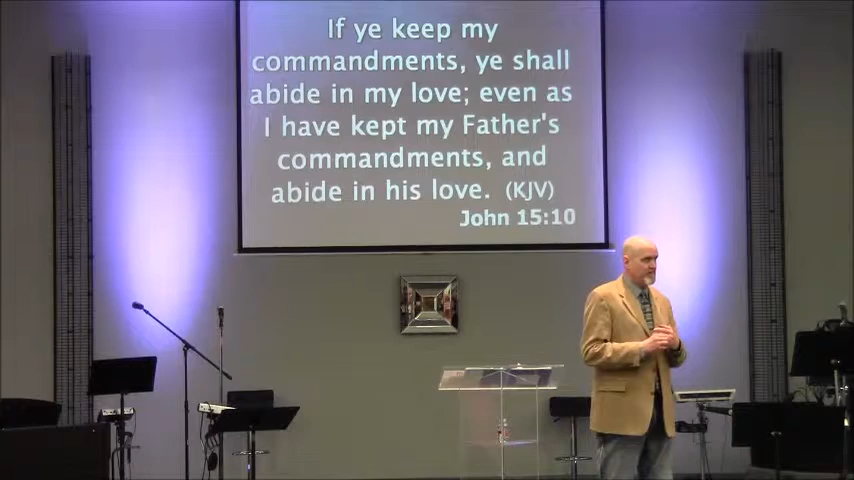 If ye keep my
commandments, ye shall
abide in my love; even as
I have kept my Father's
commandments, and
abide in his love. (KJV)
John 15:10